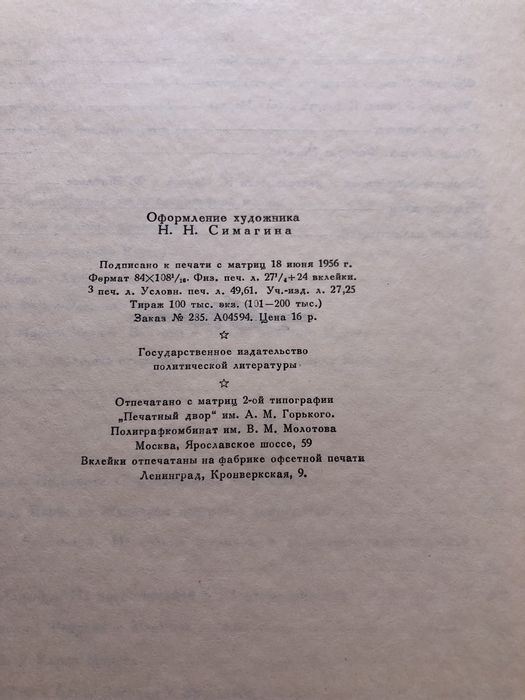 Оформление художника
Н. Н. Симагина
Подписано к печати с матриц 18 июня 1956 г.
Формат 84×108¹/₁₆. Физ. печ. л. 27¹/₄+24 вклейки.
3 печ. л. Условн. печ. л. 49,61. Уч.-изд. л. 27,25
Тираж 100 тыс. экз. (101—200 тыс.)
Заказ № 235. А04594. Цена 16 р.
☆
Государственное издательство
политической литературы
☆
Отпечатано с матриц 2-ой типографии
„Печатный двор" им. А. М. Горького.
Полиграфкомбинат им. В. М. Молотова
Москва, Ярославское шоссе, 59
Вклейки отпечатаны на фабрике офсетной печати
Ленинград, Кронверкская, 9.